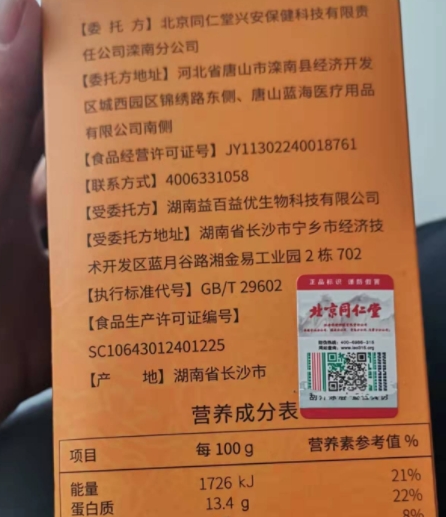 【委 托 方】北京同仁堂兴安保健科技有限责
任公司滦南分公司
【委托方地址】河北省唐山市滦南县经济开发
区城西园区锦绣路东侧、唐山蓝海医疗用品
有限公司南侧
【食品经营许可证号】JY11302240018761
【联系方式】4006331058
【受委托方】湖南益百益优生物科技有限公司
【受委托方地址】湖南省长沙市宁乡市经济技
术开发区蓝月谷路湘金易工业园2栋702
【执行标准代号】GB/T 29602
【食品生产许可证编号】
SC10643012401225
【产 地】湖南省长沙市
正品标识 谨防假冒
北京同仁堂
营养成分表
项目 每100g 营养素参考值%
能量 1726 kJ 21%
蛋白质 13.4 g 22%
8%